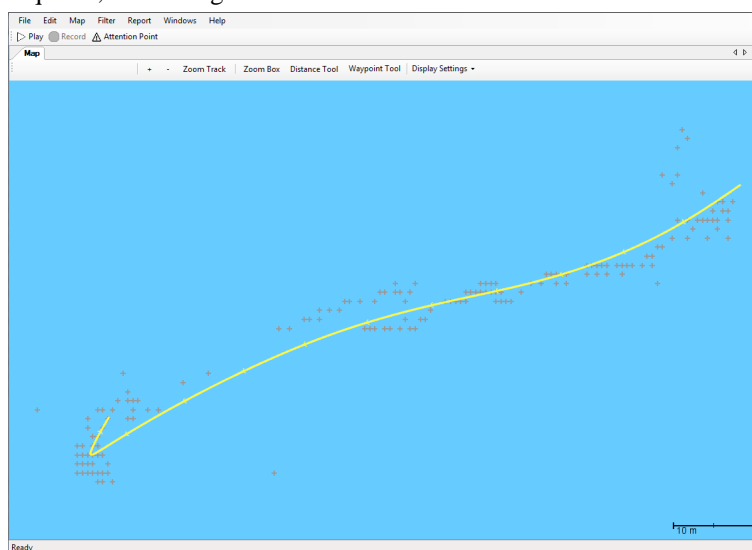 File Edit Map Filter Report Windows Help
Play Record Attention Point
Map
+ - Zoom Track Zoom Box Distance Tool Waypoint Tool Display Settings
10 m
Ready